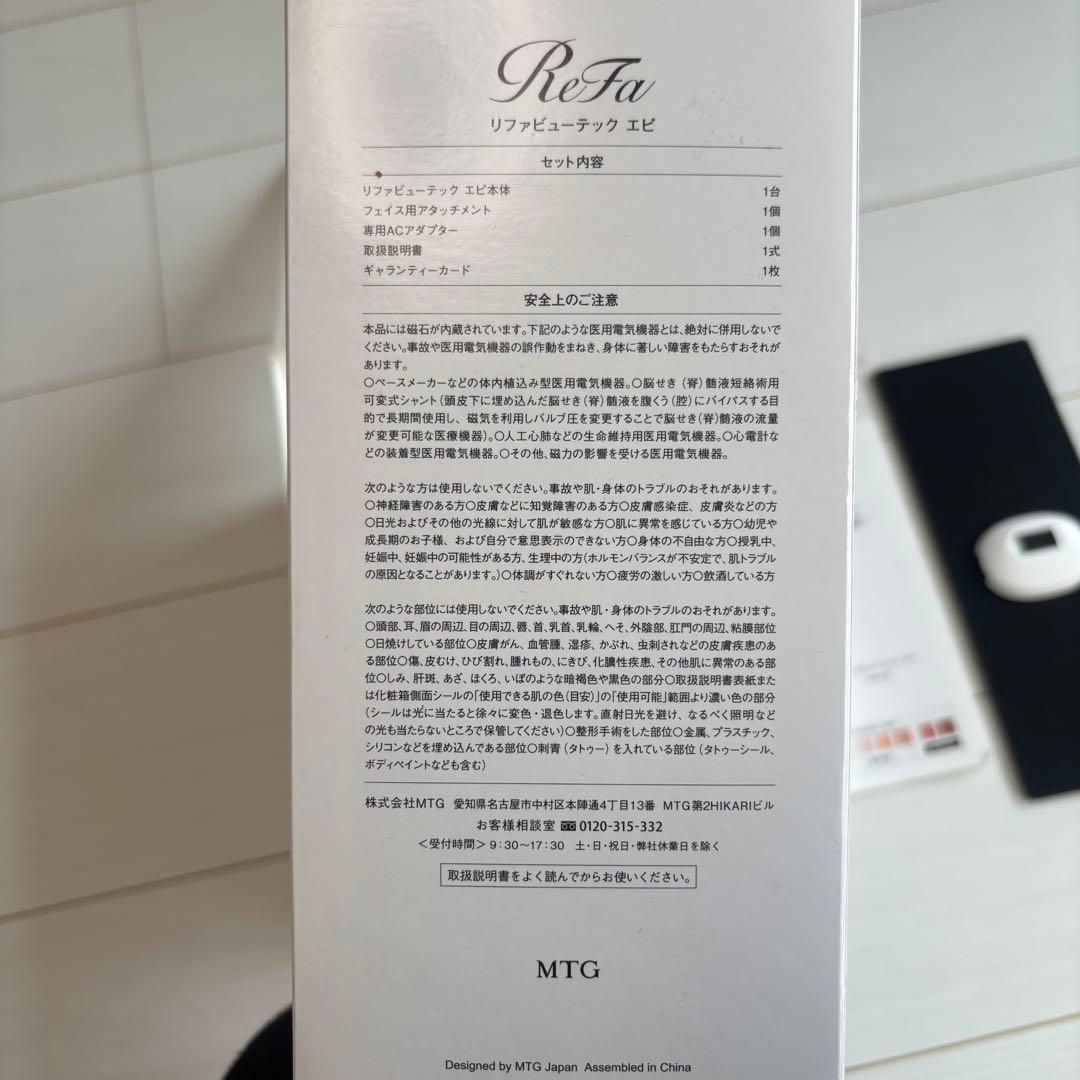 ReFa
リファビューテック エピ
セット内容
リファビューテック エピ本体 1台
フェイス用アタッチメント 1個
専用ACアダプター 1個
取扱説明書 1式
ギャランティーカード 1枚
安全上のご注意
本品には磁石が内蔵されています。下記のような医用電気機器とは、絶対に併用しないで
ください。事故や医用電気機器の誤作動をまねき、身体に著しい障害をもたらすおそれが
あります。
○ペースメーカーなどの体内植込み型医用電気機器。○脳せき（脊）髄液短絡術用
可変式シャント（頭皮下に埋め込んだ脳せき（脊）髄液を腹くう（腔）にバイパスする目
的で長期間使用し、磁気を利用しバルブ圧を変更することで脳せき（脊）髄液の流量
が変更可能な医療機器）。○人工心肺などの生命維持用医用電気機器。○心電計な
どの装着型医用電気機器。○その他、磁力の影響を受ける医用電気機器。
次のような方は使用しないでください。事故や肌・身体のトラブルのおそれがあります。
○神経障害のある方○皮膚などに知覚障害のある方○皮膚感染症、皮膚炎などの方
○日光およびその他の光線に対して肌が敏感な方○肌に異常を感じている方○幼児や
成長期のお子様、および自分で意思表示のできない方○身体の不自由な方○授乳中、
妊娠中、妊娠中の可能性がある方、生理中の方（ホルモンバランスが不安定で、肌トラブル
の原因となることがあります。）○体調がすぐれない方○疲労の激しい方○飲酒している方
次のような部位には使用しないでください。事故や肌・身体のトラブルのおそれがあります。
○頭部、耳、眉の周辺、目の周辺、唇、首、乳首、乳輪、へそ、外陰部、肛門の周辺、粘膜部位
○日焼けしている部位○皮膚がん、血管腫、湿疹、かぶれ、虫刺されなどの皮膚疾患のあ
る部位○傷、皮むけ、ひび割れ、腫れもの、にきび、化膿性疾患、その他肌に異常のある部
位○しみ、肝斑、あざ、ほくろ、いぼのような暗褐色や黒色の部分○取扱説明書表紙また
は化粧箱側面シールの「使用できる肌の色（目安）」の「使用可能」範囲より濃い色の部分
（シールは光に当たると徐々に変色・退色します。直射日光を避け、なるべく照明など
の光も当たらないところで保管してください）○整形手術をした部位○金属、プラスチック、
シリコンなどを埋め込んである部位○刺青（タトゥー）を入れている部位（タトゥーシール、
ボディペイントなども含む）
株式会社MTG 愛知県名古屋市中村区本陣通4丁目13番 MTG第2HIKARIビル
お客様相談室 0120-315-332
＜受付時間＞9:30〜17:30 土・日・祝日・弊社休業日を除く
取扱説明書をよく読んでからお使いください。
MTG
Designed by MTG Japan Assembled in China